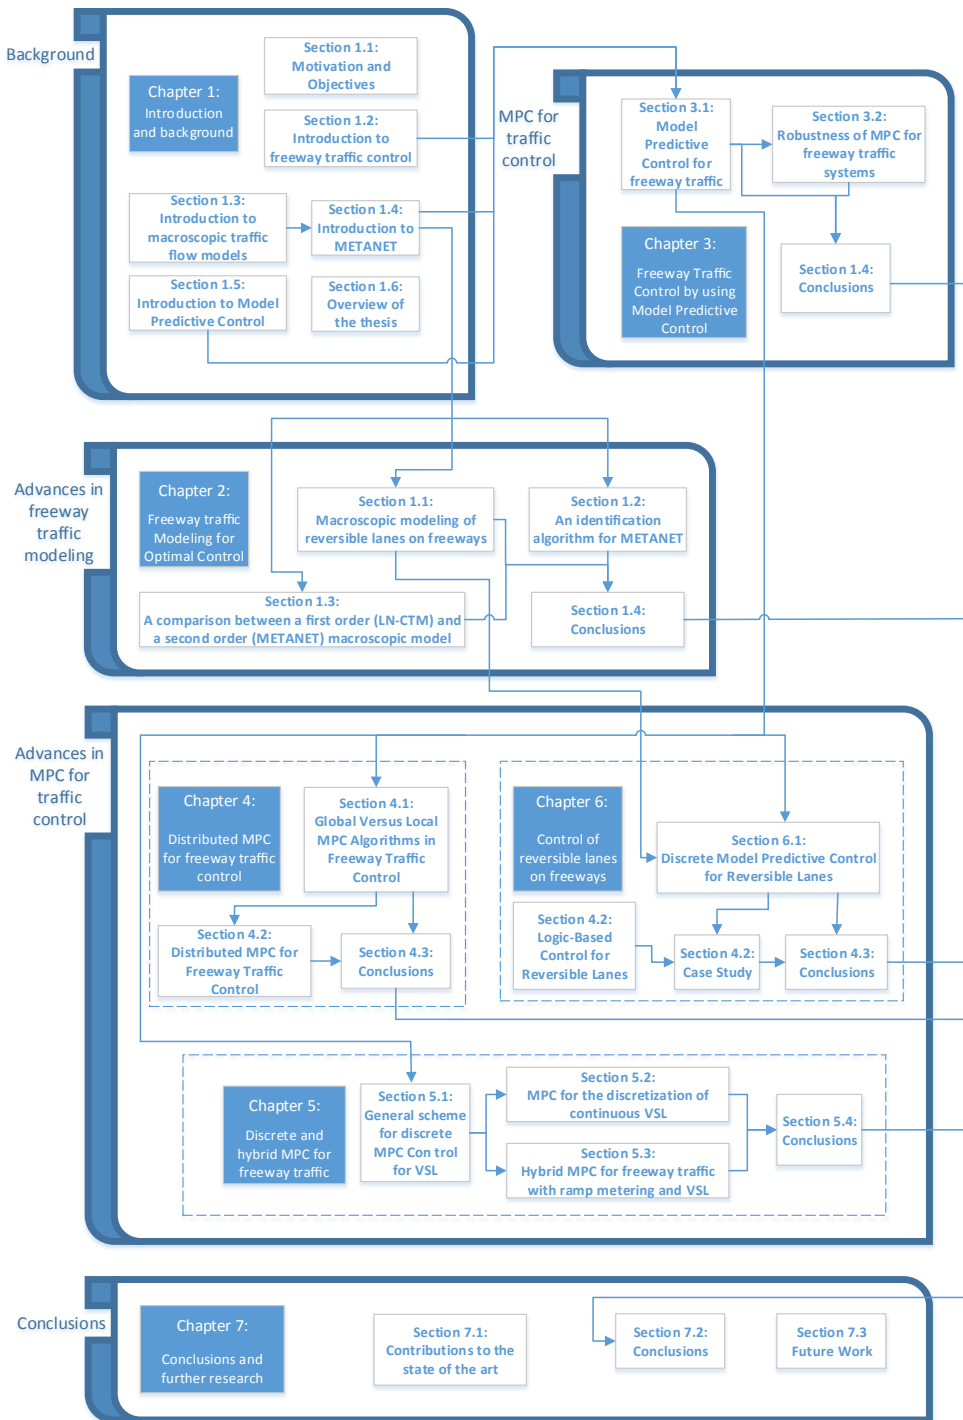 Background
Chapter 1:
Introduction
and background
Section 1.1:
Motivation and
Objectives
Section 1.2:
Introduction to
freeway traffic control
Section 1.3:
Introduction to
macroscopic traffic
flow models
Section 1.4:
Introduction to
METANET
Section 1.5:
Introduction to Model
Predictive Control
Section 1.6:
Overview of
the thesis
MPC for
traffic
control
Section 3.1:
Model
Predictive
Control for
freeway traffic
Section 3.2:
Robustness of MPC for
freeway traffic
systems
Chapter 3:
Freeway Traffic
Control by using
Model Predictive
Control
Section 1.4:
Conclusions
Advances in
freeway
traffic
modeling
Chapter 2:
Freeway traffic
Modeling for
Optimal Control
Section 1.1:
Macroscopic modeling of
reversible lanes on freeways
Section 1.2:
An identification
algorithm for METANET
Section 1.3:
A comparison between a first order (LN-CTM) and
a second order (METANET) macroscopic model
Section 1.4:
Conclusions
Advances in
MPC for
traffic
control
Chapter 4:
Distributed MPC
for freeway traffic
control
Section 4.1:
Global Versus Local
MPC Algorithms in
Freeway Traffic
Control
Section 4.2:
Distributed MPC for
Freeway Traffic
Control
Section 4.3:
Conclusions
Chapter 6:
Control of
reversible lanes
on freeways
Section 6.1:
Discrete Model Predictive Control
for Reversible Lanes
Section 4.2:
Logic-Based
Control for
Reversible Lanes
Section 4.2:
Case Study
Section 4.3:
Conclusions
Chapter 5:
Discrete and
hybrid MPC for
freeway traffic
Section 5.1:
General scheme
for discrete
MPC Control
for VSL
Section 5.2:
MPC for the discretization of
continuous VSL
Section 5.3:
Hybrid MPC for freeway traffic
with ramp metering and VSL
Section 5.4:
Conclusions
Conclusions
Chapter 7:
Conclusions and
further research
Section 7.1:
Contributions to the
state of the art
Section 7.2:
Conclusions
Section 7.3
Future Work